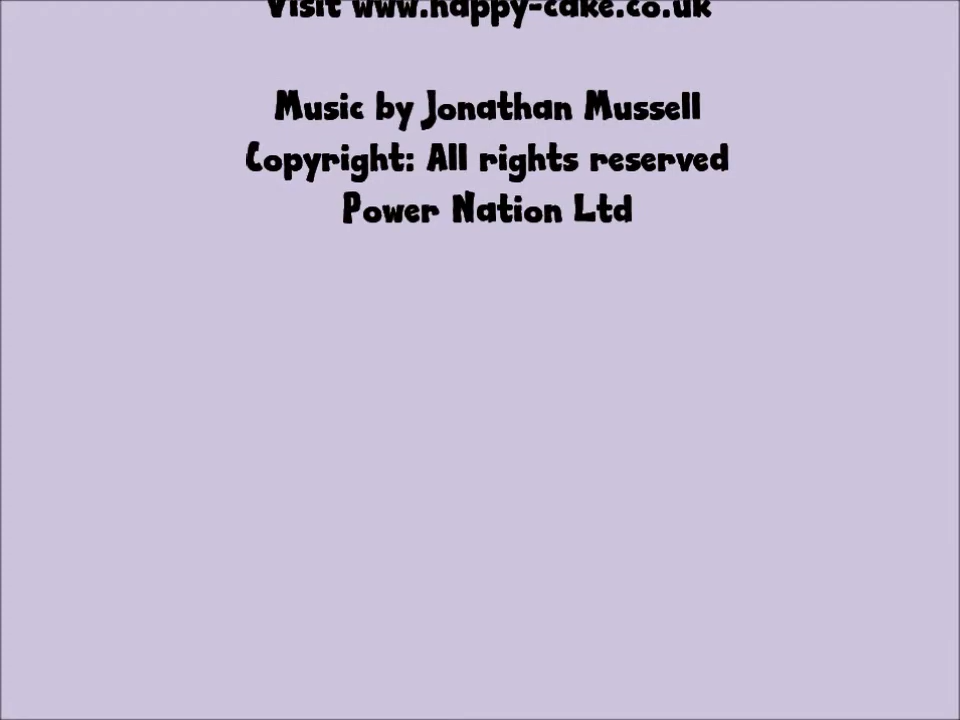 Visit www.happy-cake.co.uk
Music by Jonathan Mussell
Copyright: All rights reserved
Power Nation Ltd